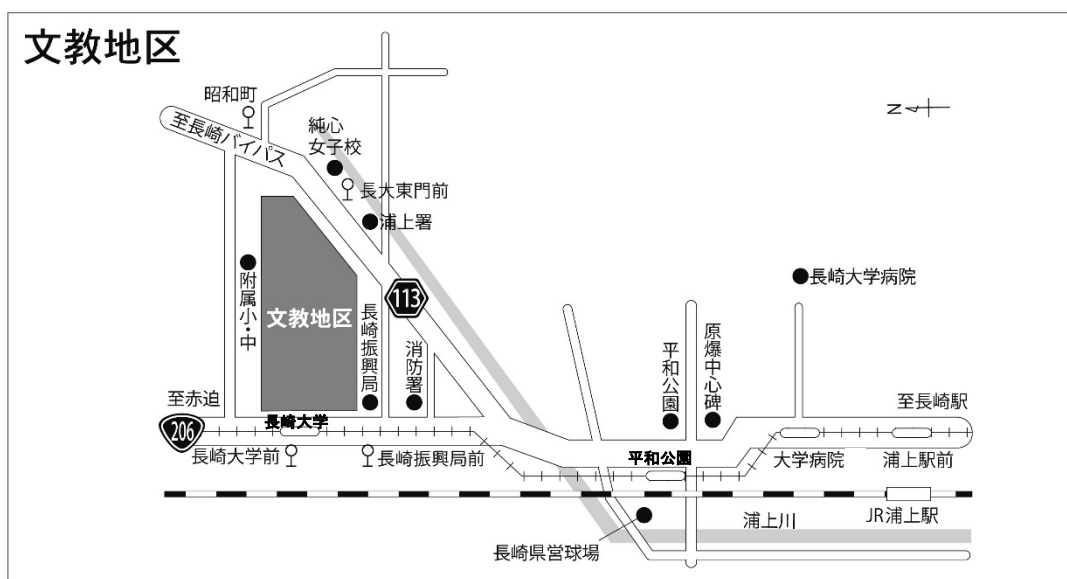 文教地区
昭和町
至長崎バイパス
純心
女子校
長大東門前
浦上署
N
長崎大学病院
附属小・中
文教地区
113
長崎振興局
消防署
平和公園
原爆中心碑
至赤迫
至長崎駅
206
長崎大学
長崎大学前
長崎振興局前
平和公園
大学病院
浦上駅前
浦上川
JR浦上駅
長崎県営球場